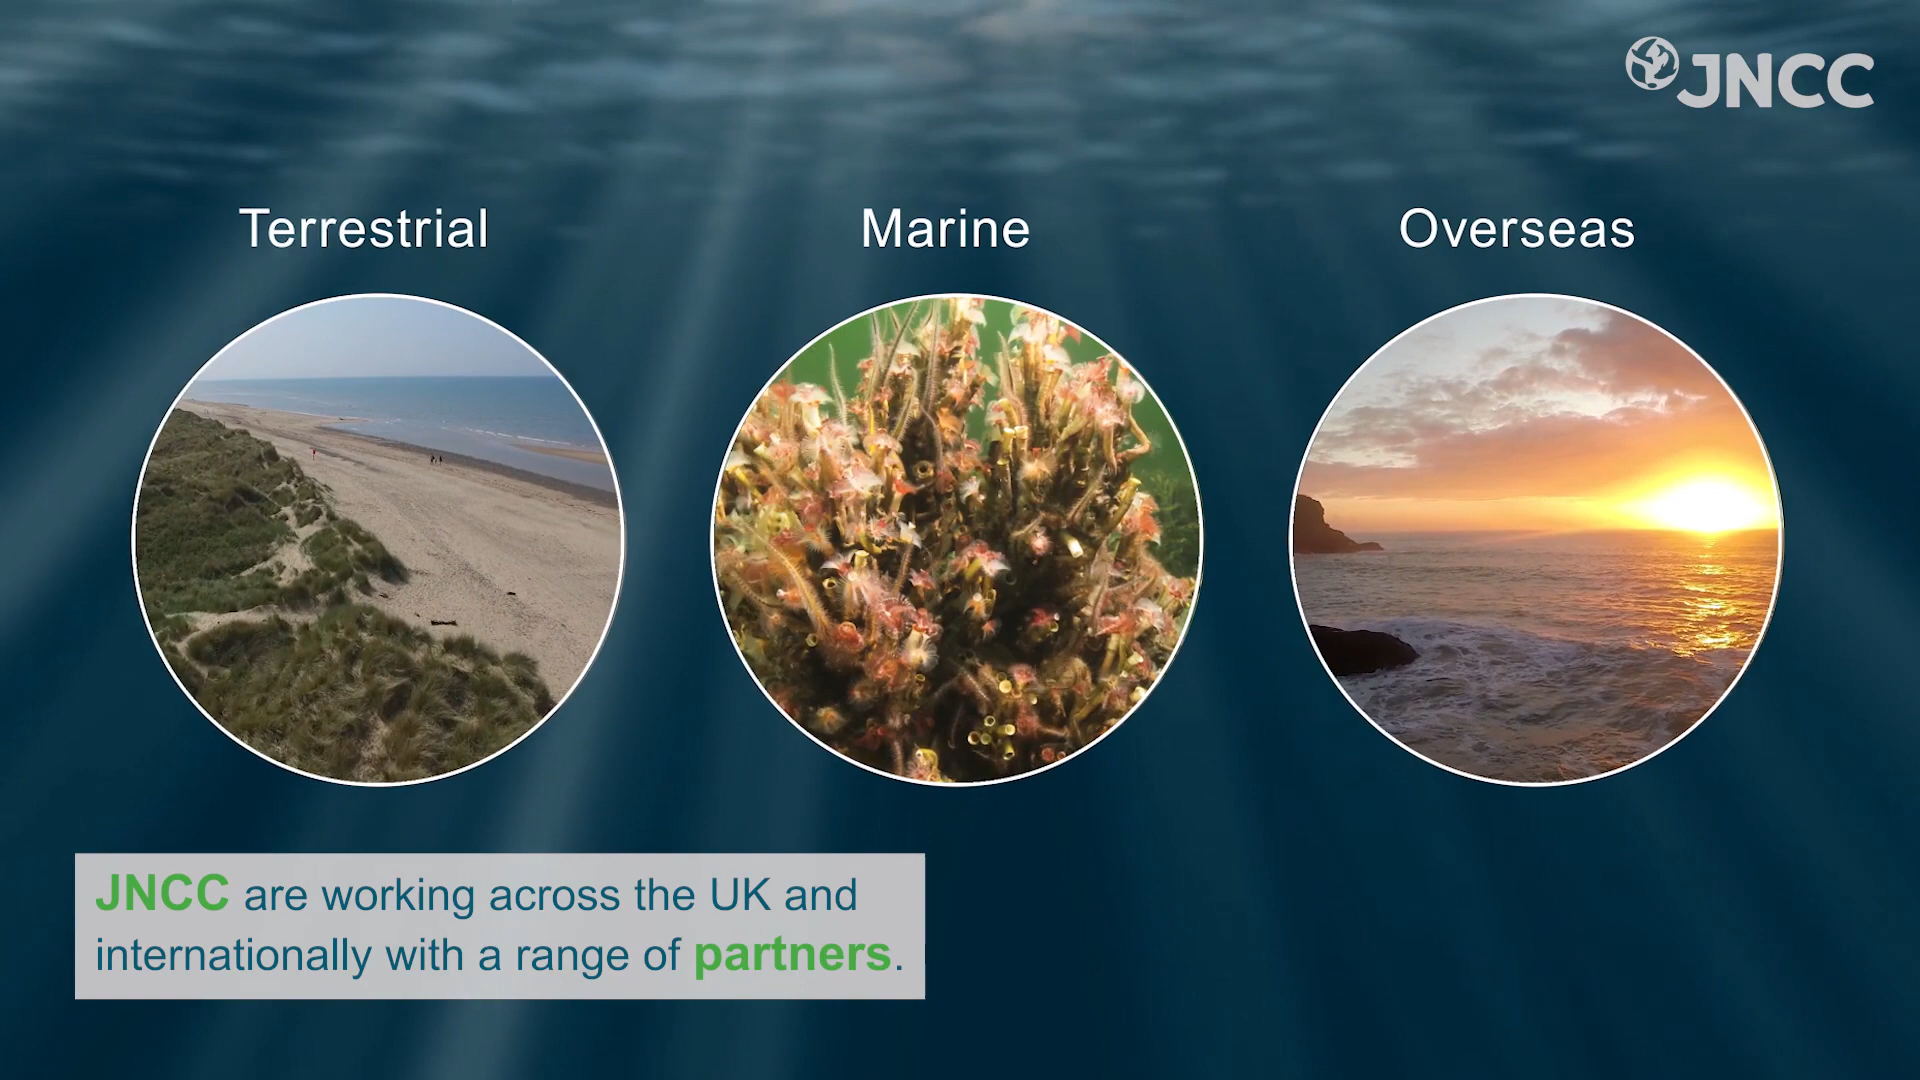 JNCC
Terrestrial
Marine
Overseas
JNCC are working across the UK and
internationally with a range of partners.